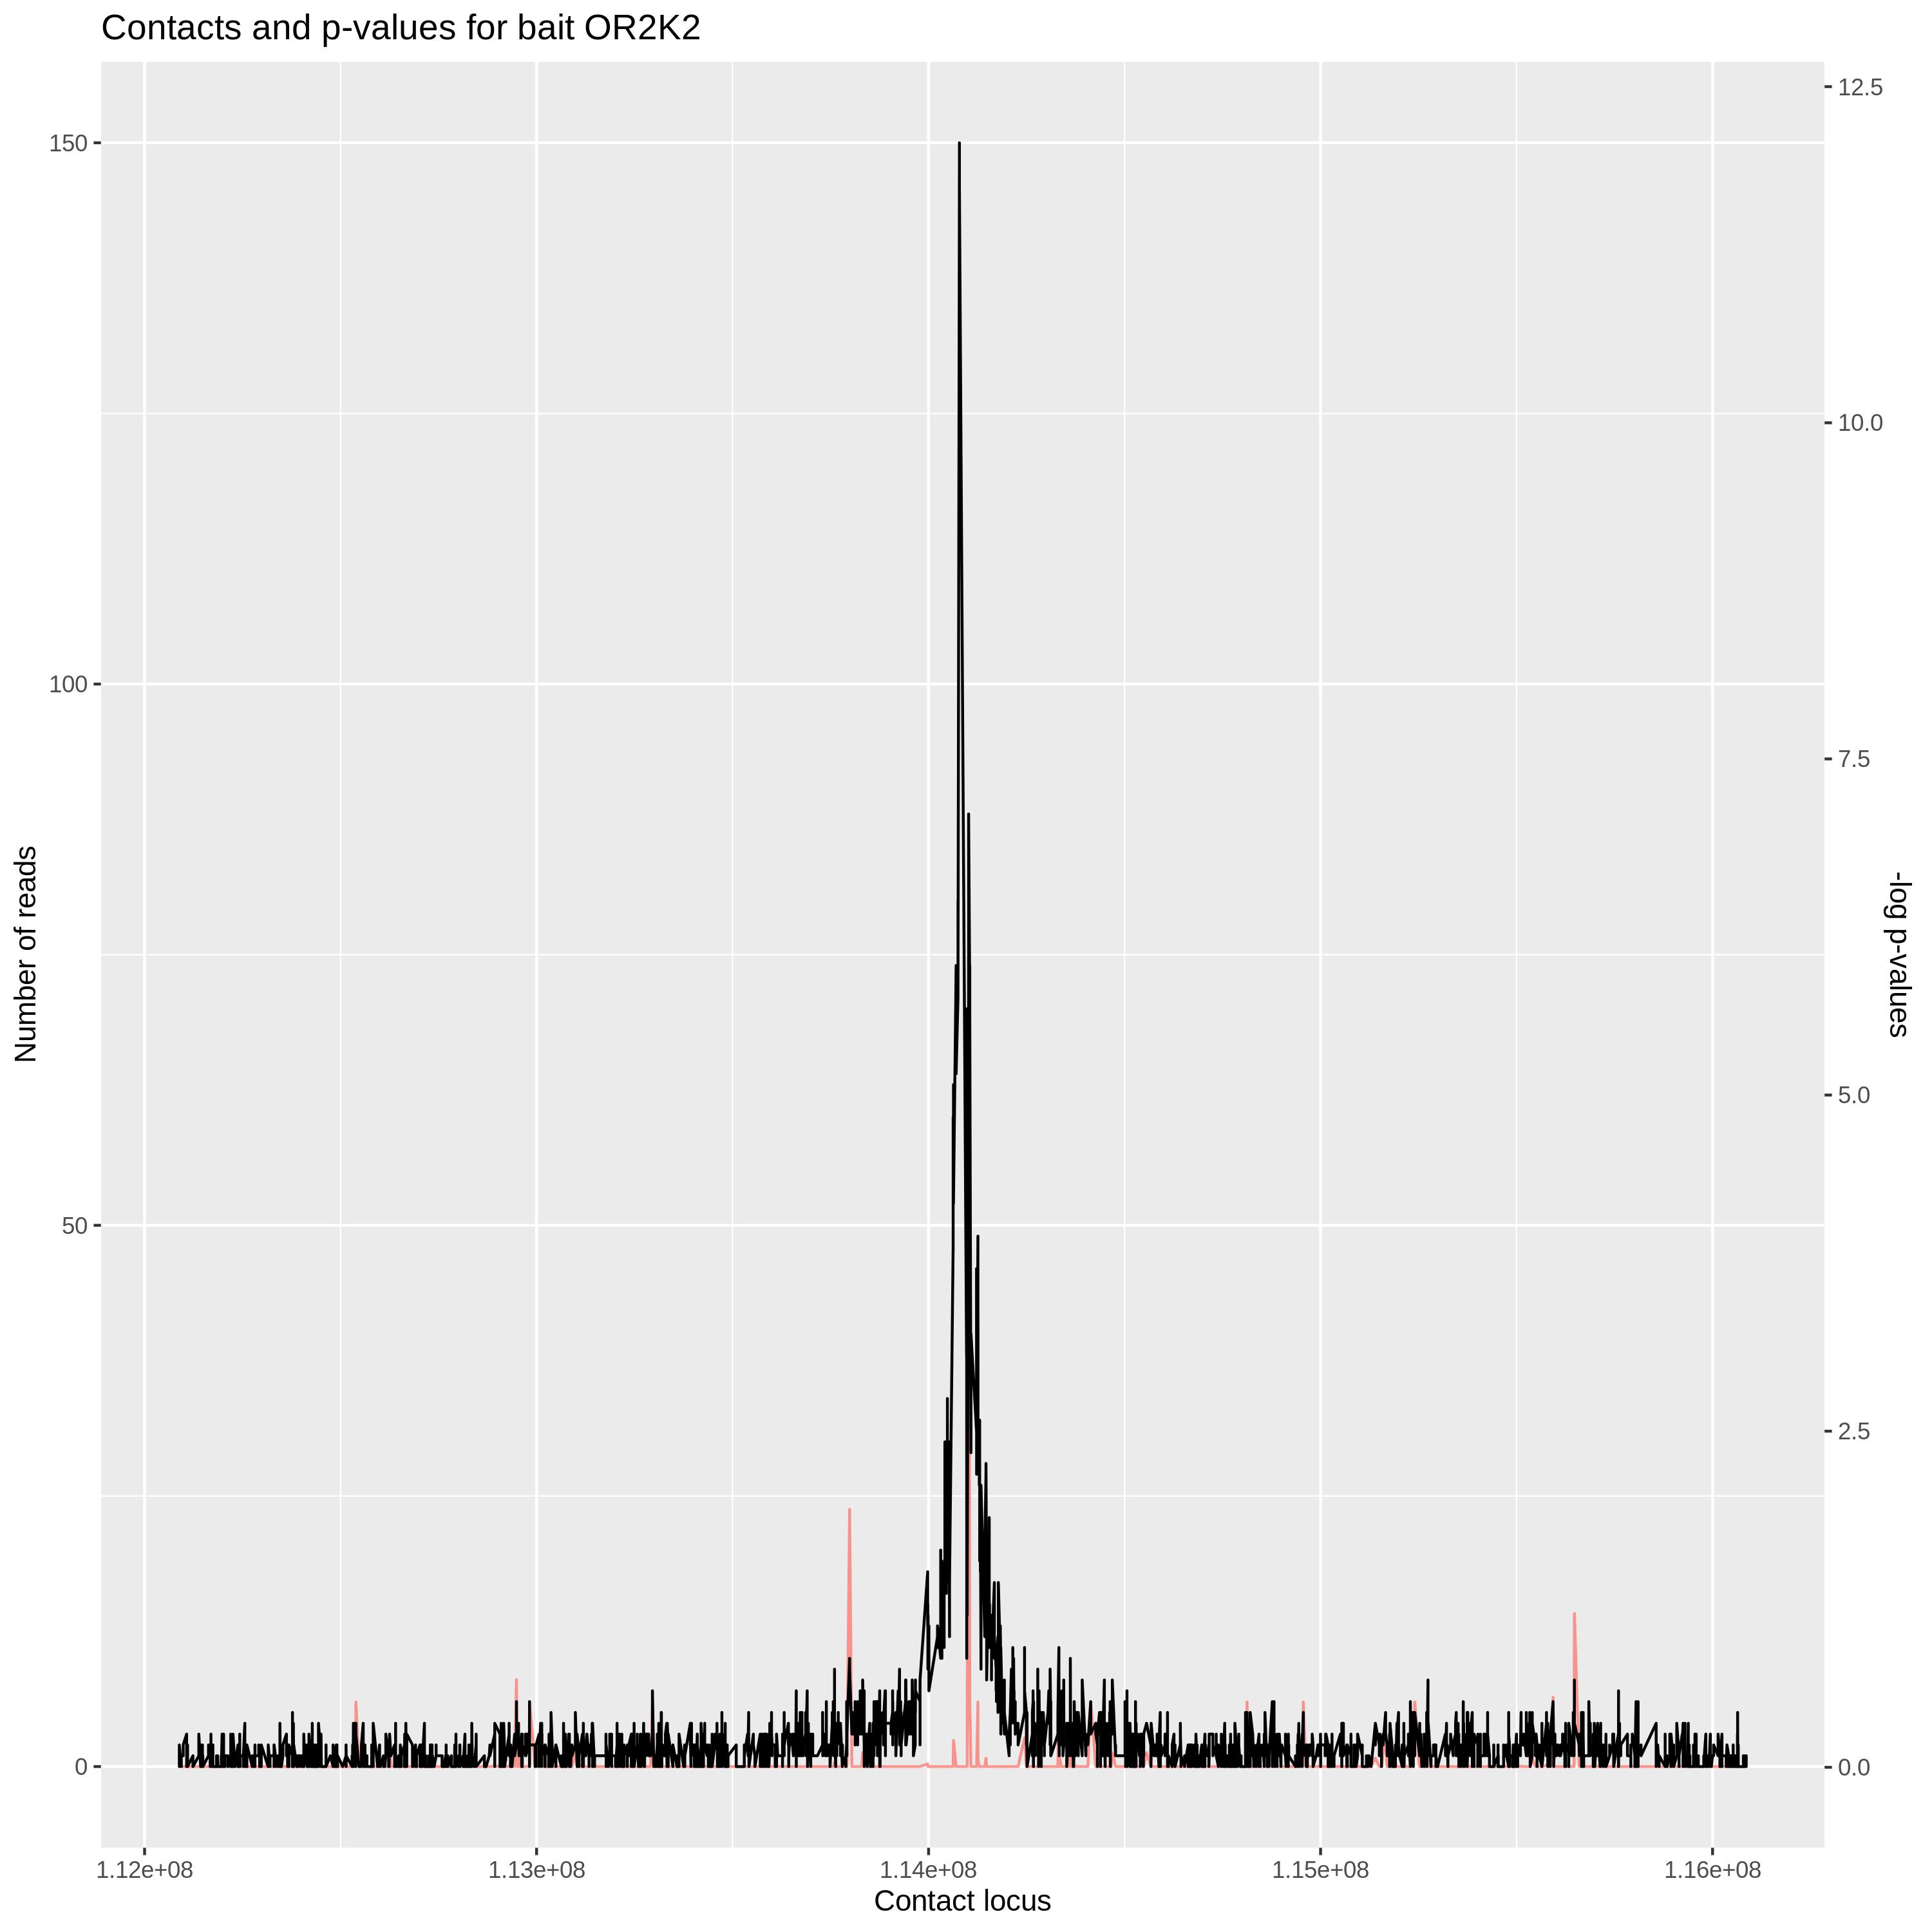 Contacts and p-values for bait OR2K2
150
100
50
0
12.5
10.0
7.5
5.0
2.5
0.0
Number of reads
-log p-values
1.12e+08 1.13e+08 1.14e+08 1.15e+08 1.16e+08
Contact locus